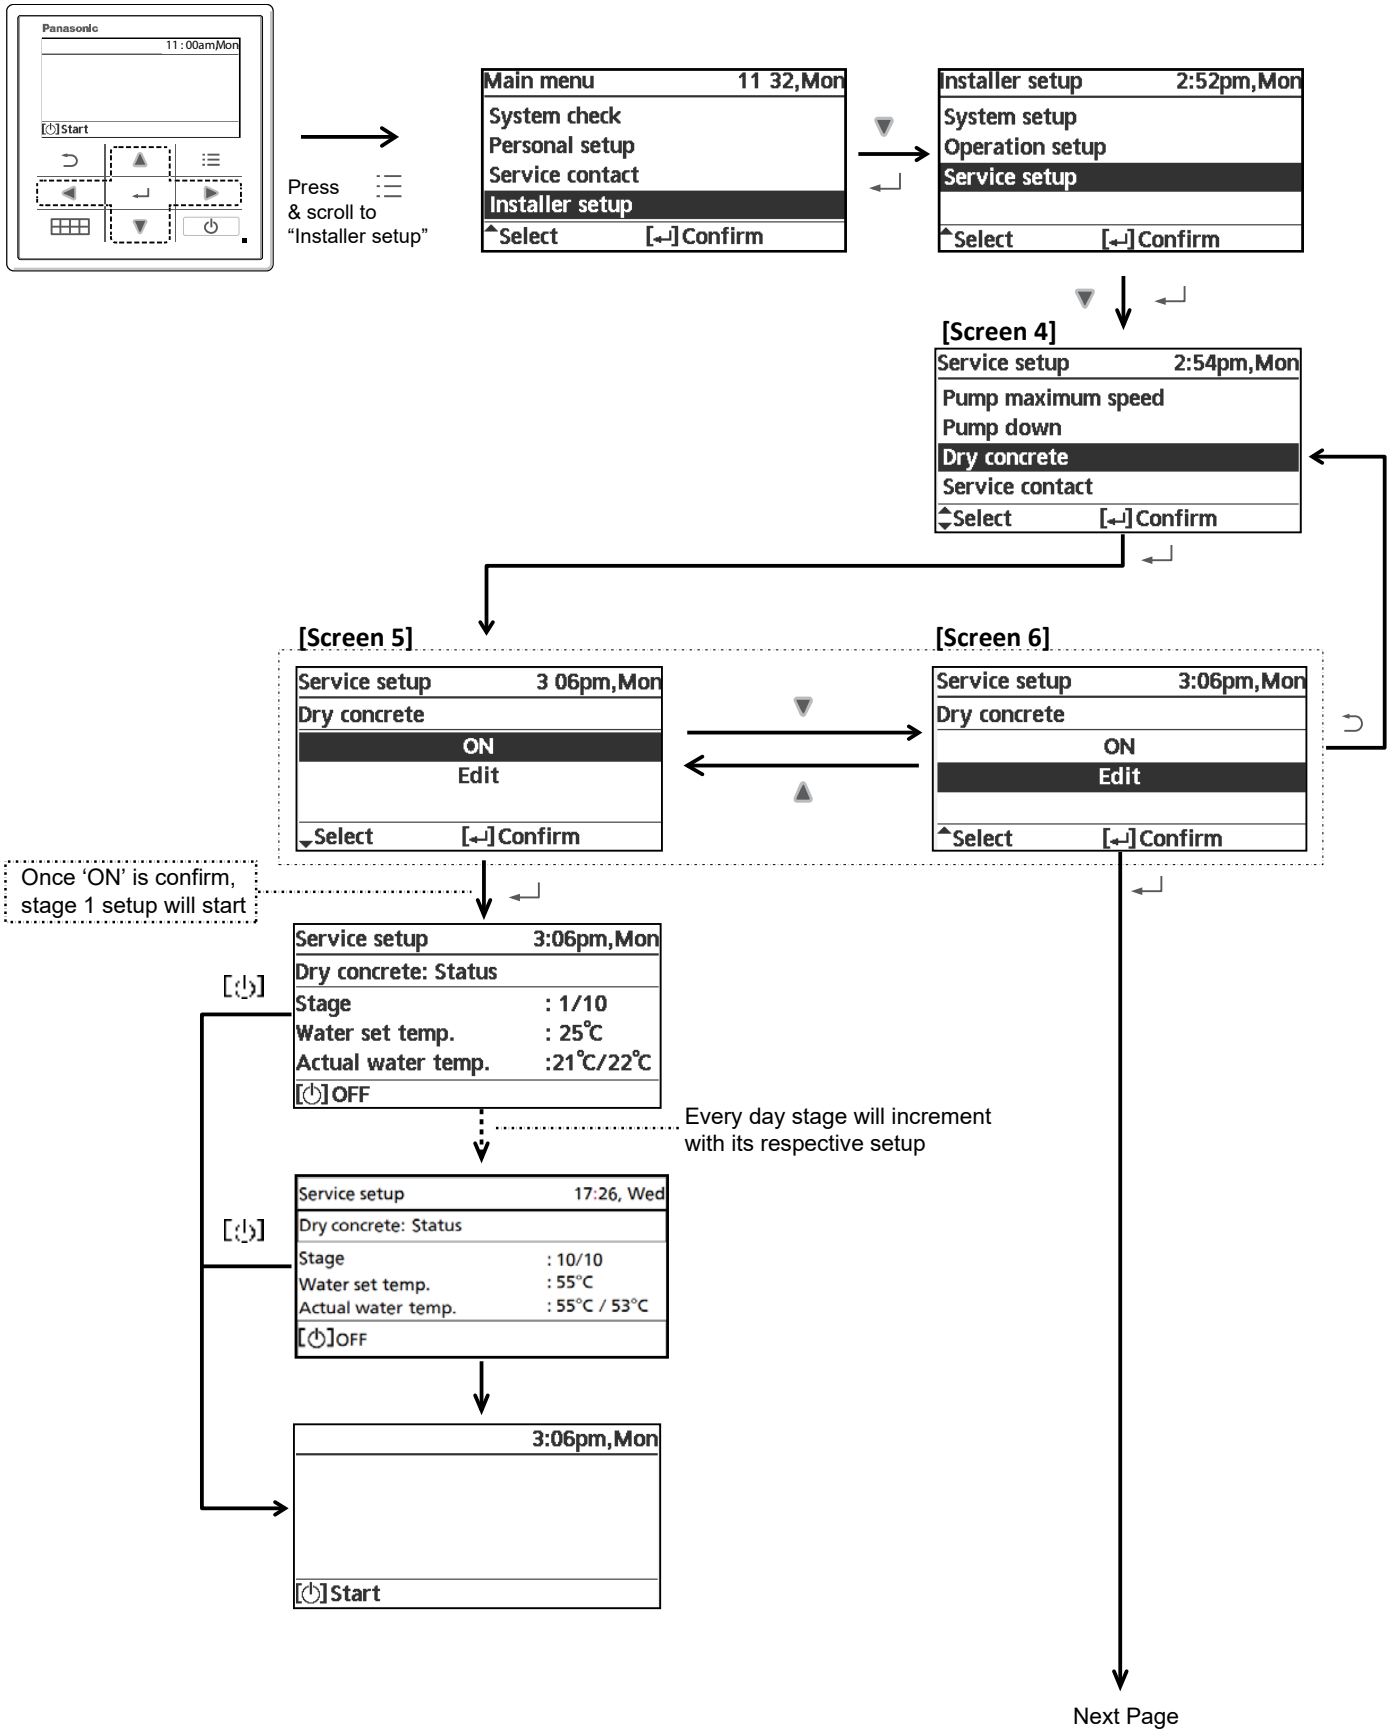 Panasonic
11 : 00am,Mon
[⏻]Start
Press
& scroll to
“Installer setup”
Main menu 11 32,Mon
System check
Personal setup
Service contact
Installer setup
Select [↵]Confirm
Installer setup 2:52pm,Mon
System setup
Operation setup
Service setup
Select [↵]Confirm
[Screen 4]
Service setup 2:54pm,Mon
Pump maximum speed
Pump down
Dry concrete
Service contact
Select [↵]Confirm
[Screen 5]
Service setup 3 06pm,Mon
Dry concrete
ON
Edit
Select [↵]Confirm
[Screen 6]
Service setup 3:06pm,Mon
Dry concrete
ON
Edit
Select [↵]Confirm
Once ‘ON’ is confirm,
stage 1 setup will start
Service setup 3:06pm,Mon
Dry concrete: Status
Stage : 1/10
Water set temp. : 25°C
Actual water temp. :21°C/22°C
[⏻]OFF
[⏻]
Every day stage will increment
with its respective setup
Service setup 17:26, Wed
Dry concrete: Status
Stage : 10/10
Water set temp. : 55°C
Actual water temp. : 55°C / 53°C
[⏻]OFF
[⏻]
3:06pm,Mon
[⏻]Start
Next Page